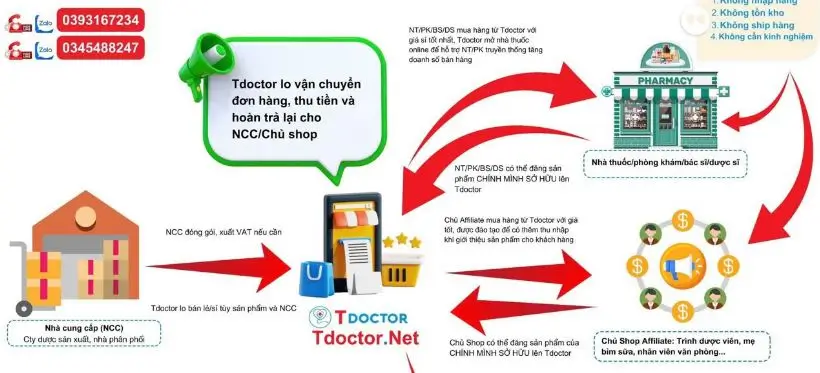 Zalo
0393167234
Zalo
0345488247
Tdoctor lo vận chuyển
đơn hàng, thu tiền và
hoàn trả lại cho
NCC/Chủ shop
NT/PK/BS/DS mua hàng từ Tdoctor với
giá sỉ tốt nhất, Tdoctor mở nhà thuốc
online để hỗ trợ NT/PK truyền thống tăng
doanh số bán hàng
1. Không nhập hàng
2. Không tồn kho
3. Không ship hàng
4. Không cần kinh nghiệm
PHARMACY
Nhà thuốc/phòng khám/bác sĩ/dược sĩ
NT/PK/BS/DS có thể đăng sản
phẩm CHÍNH MÌNH SỞ HỮU lên
Tdoctor
NCC đóng gói, xuất VAT nếu cần
Tdoctor lo bán lẻ/sỉ tùy sản phẩm và NCC
Nhà cung cấp (NCC)
Cty dược sản xuất, nhà phân phối
TDOCTOR
Tdoctor.Net
Chủ Affiliate mua hàng từ Tdoctor với giá
tốt, được đào tạo để có thêm thu nhập
khi giới thiệu sản phẩm cho khách hàng
Chủ Shop có thể đăng sản phẩm của
CHÍNH MÌNH SỞ HỮU lên Tdoctor
Chủ Shop Affiliate: Trình dược viên, mẹ
bỉm sữa, nhân viên văn phòng...